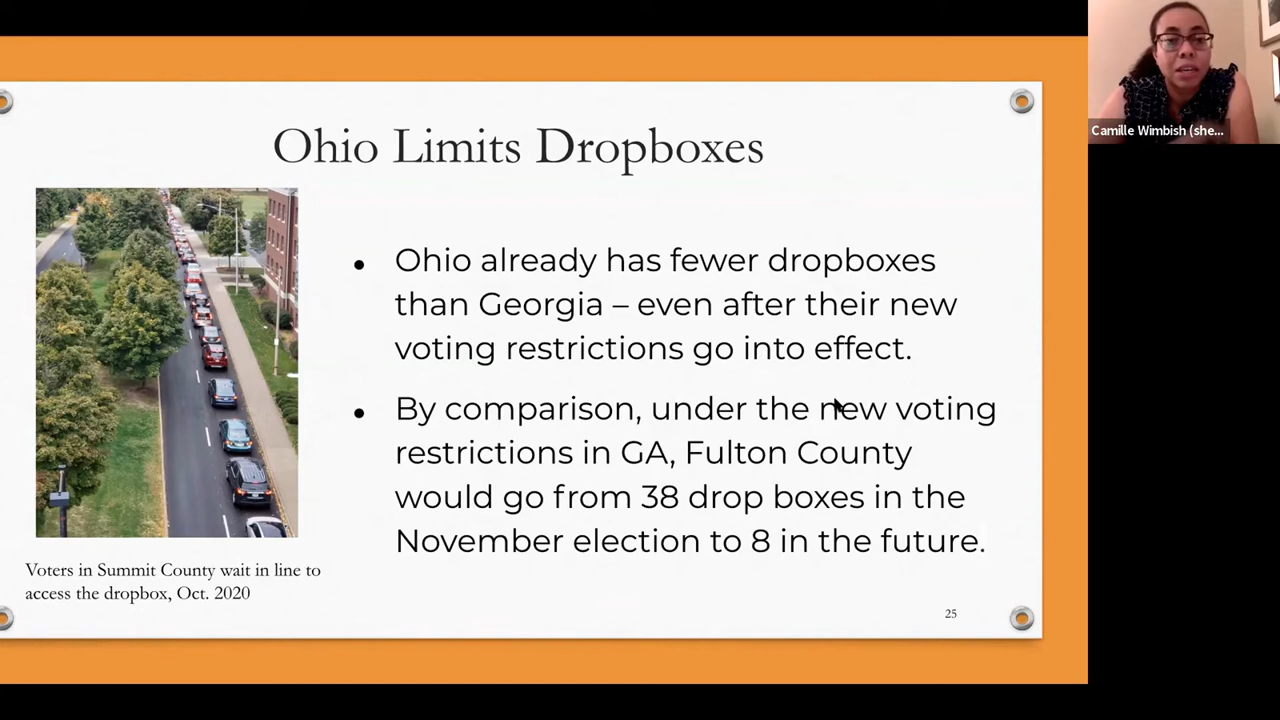 Ohio Limits Dropboxes
Ohio already has fewer dropboxes
than Georgia – even after their new
voting restrictions go into effect.
By comparison, under the new voting
restrictions in GA, Fulton County
would go from 38 drop boxes in the
November election to 8 in the future.
Voters in Summit County wait in line to
access the dropbox, Oct. 2020
25
Camille Wimbish (she...